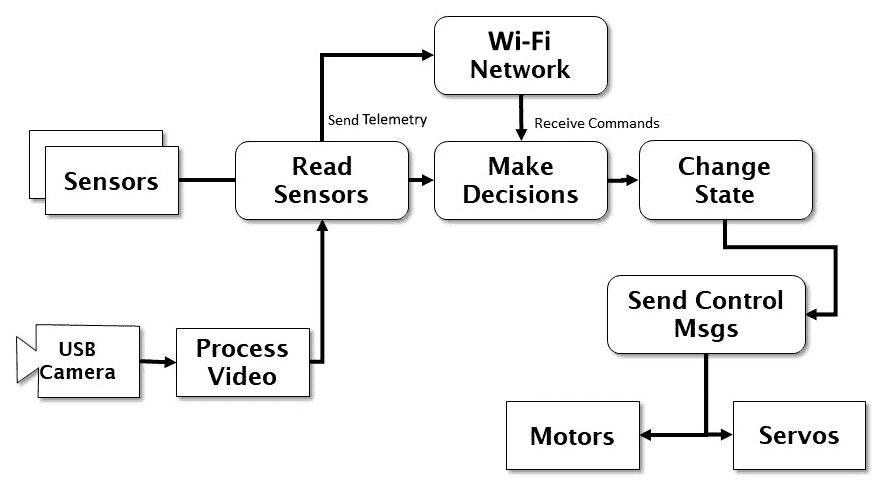 Wi-Fi
Network
Send Telemetry
Receive Commands
Sensors
Read
Sensors
Make
Decisions
Change
State
Send Control
Msgs
USB
Camera
Process
Video
Motors
Servos